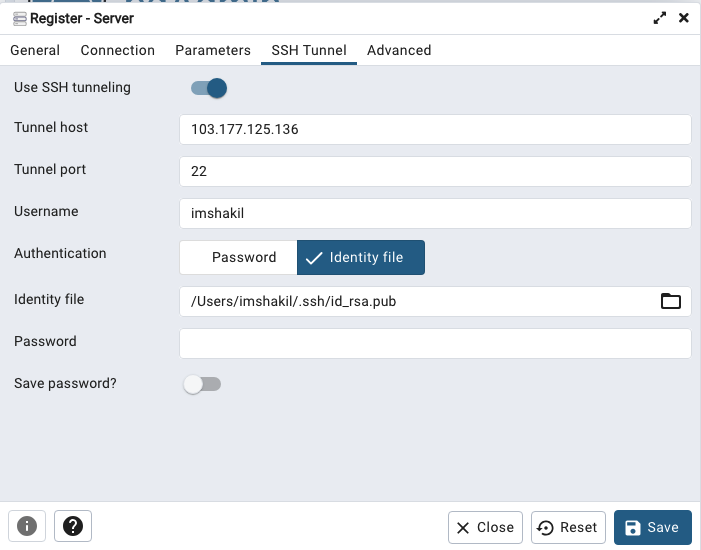 Register - Server
General Connection Parameters SSH Tunnel Advanced
Use SSH tunneling
Tunnel host 103.177.125.136
Tunnel port 22
Username imshakil
Authentication Password Identity file
Identity file /Users/imshakil/.ssh/id_rsa.pub
Password
Save password?
Close Reset Save